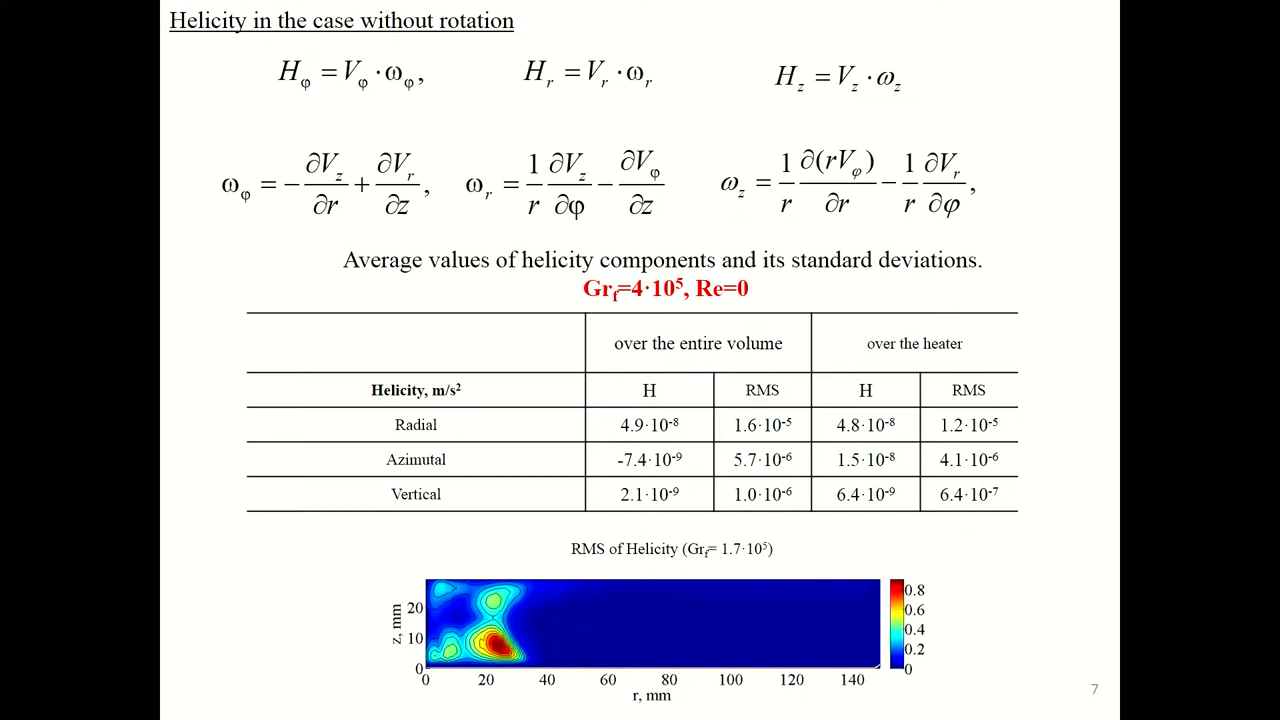 Helicity in the case without rotation
H_φ = V_φ · ω_φ, H_r = V_r · ω_r H_z = V_z · ω_z
ω_φ = −∂V_z/∂r + ∂V_r/∂z, ω_r = 1/r ∂V_z/∂φ − ∂V_φ/∂z ω_z = 1/r ∂(rV_φ)/∂r − 1/r ∂V_r/∂φ,
Average values of helicity components and its standard deviations.
Gr_f=4·10⁵, Re=0
over the entire volume over the heater
Helicity, m/s² H RMS H RMS
Radial 4.9·10⁻⁸ 1.6·10⁻⁵ 4.8·10⁻⁸ 1.2·10⁻⁵
Azimutal -7.4·10⁻⁹ 5.7·10⁻⁶ 1.5·10⁻⁸ 4.1·10⁻⁶
Vertical 2.1·10⁻⁹ 1.0·10⁻⁶ 6.4·10⁻⁹ 6.4·10⁻⁷
RMS of Helicity (Gr_f= 1.7·10⁵)
z, mm
20
10
0
0 20 40 60 80 100 120 140
r, mm
0.8
0.6
0.4
0.2
0
7